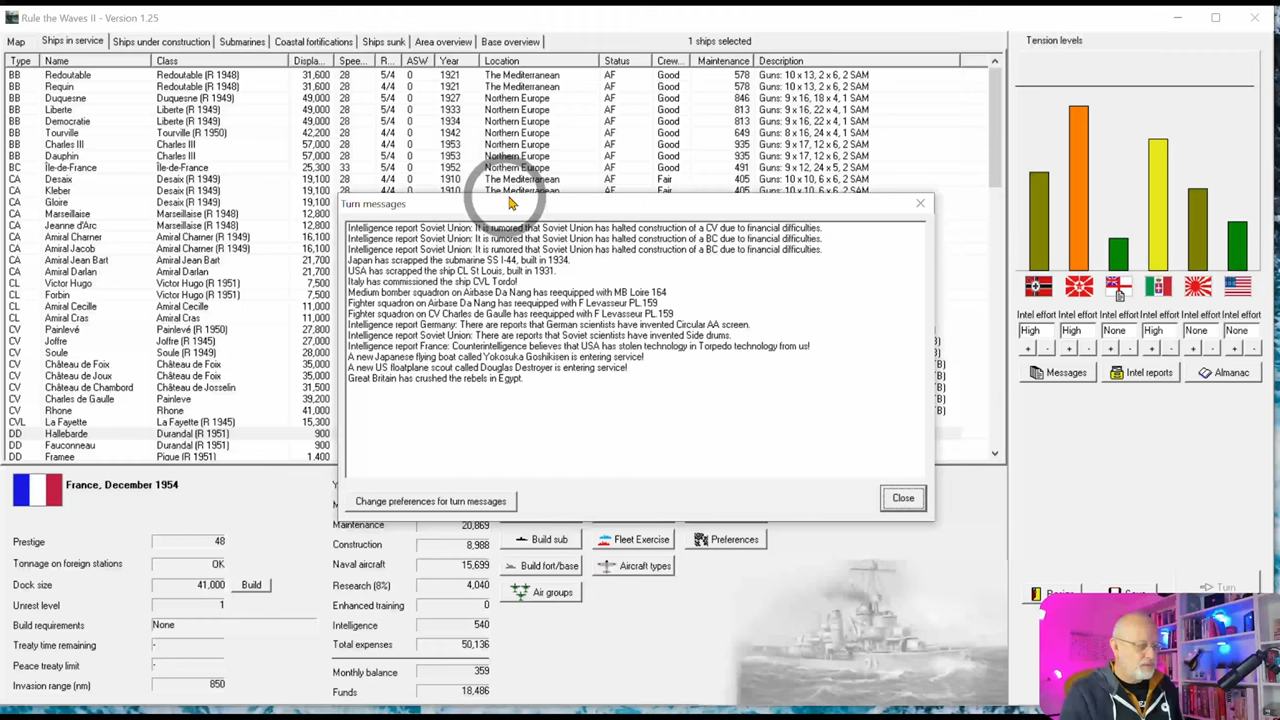 Rule the Waves II - Version 1.25
Map Ships in service Ships under construction Submarines Coastal fortifications Ships sunk Area overview Base overview 1 ships selected
Type Name Class Displa... Spee... R... ASW Year Location Status Crew... Maintenance Description
BB Redoutable Redoutable (R 1948) 31,600 28 5/4 0 1921 The Mediterranean AF Good 578 Guns: 10 x 13, 2 x 6, 2 SAM
BB Requin Redoutable (R 1948) 31,600 28 4/4 0 1921 The Mediterranean AF Good 578 Guns: 10 x 13, 2 x 6, 2 SAM
BB Duquesne Duquesne (R 1949) 49,000 28 5/4 0 1927 Northern Europe AF Good 846 Guns: 9 x 16, 18 x 4, 1 SAM
BB Liberte Liberte (R 1949) 49,000 28 4/4 0 1933 Northern Europe AF Good 813 Guns: 9 x 16, 22 x 4, 1 SAM
BB Democratie Liberte (R 1949) 49,000 28 5/4 0 1934 Northern Europe AF Good 813 Guns: 9 x 16, 22 x 4, 1 SAM
BB Tourville Tourville (R 1950) 42,200 28 4/4 0 1942 Northern Europe AF Good 649 Guns: 8 x 16, 24 x 4, 1 SAM
BB Charles III Charles III 57,000 28 4/4 0 1953 Northern Europe AF Good 935 Guns: 9 x 17, 12 x 6, 2 SAM
BB Dauphin Charles III 57,000 28 5/4 0 1953 Northern Europe AF Good 935 Guns: 9 x 17, 12 x 6, 2 SAM
BC Île-de-France Île-de-France 25,300 33 5/4 0 1952 Northern Europe AF Good 491 Guns: 9 x 12, 24 x 4, 2 SAM
CA Desaix Desaix (R 1949) 19,100 28 4/4 0 1910 The Mediterranean AF Fair 405 Guns: 10 x 10, 6 x 6, 2 SAM
CA Kleber Desaix (R 1949) 19,100 28 4/4 0 1910 The Mediterranean AF Fair 405 Guns: 10 x 10, 6 x 6, 2 SAM
CA Gloire Desaix (R 1949) 19,100
CA Marseillaise Marseillaise (R 1948) 12,800
CA Jeanne d'Arc Marseillaise (R 1948) 12,800
CA Amiral Charner Amiral Charner (R 1949) 14,300
CA Amiral Jacob Amiral Charner (R 1949) 14,300
CA Amiral Jean Bart Amiral Jean Bart 21,700
CA Amiral Darlan Amiral Jean Bart 21,700
CL Victor Hugo Victor Hugo (R 1951) 7,500
CL Forbin Victor Hugo (R 1951) 7,500
CL Amiral Cecille Amiral Cecille
CL Amiral Cras Amiral Cecille
CV Painlevé Painlevé (R 1950) 27,800
CV Joffre Joffre (R 1951) 29,000
CV Soule Joffre (R 1951) 29,000
CV Château de Foix Château de Foix 35,000
CV Château de Joux Château de Foix 35,000
CV Château de Chambord Château de Josselin
CV Charles de Gaulle Painleve 39,200
CV Rhone Rhone 41,000
CVL La Fayette La Fayette (R 1945) 15,300
DD Hallebarde Durandal (R 1951) 900
DD Fauconneau Durandal (R 1951) 900
DD Framee Pique (R 1951) 1,400
Turn messages
Intelligence report Soviet Union: It is rumored that Soviet Union has halted construction of a CV due to financial difficulties.
Intelligence report Soviet Union: It is rumored that Soviet Union has halted construction of a BC due to financial difficulties.
Intelligence report Soviet Union: It is rumored that Soviet Union has halted construction of a BC due to financial difficulties.
Japan has scrapped the submarine SS I-44, built in 1934.
USA has scrapped the ship CL St Louis, built in 1931.
Italy has commissioned the ship CVL Tordo!
Medium bomber squadron on Airbase Da Nang has reequipped with MB Loire 164
Fighter squadron on Airbase Da Nang has reequipped with F Levasseur PL.159
Fighter squadron on CV Charles de Gaulle has reequipped with F Levasseur PL.159
Intelligence report Germany: There are reports that German scientists have invented Circular AA screen.
Intelligence report Soviet Union: There are reports that Soviet scientists have invented Side drums.
Intelligence report France: Counterintelligence believes that USA has stolen technology in Torpedo technology from us!
A new Japanese flying boat called Yokosuka Goshikisen is entering service!
A new US floatplane scout called Douglas Destroyer is entering service!
Great Britain has crushed the rebels in Egypt.
Change preferences for turn messages
Close
Tension levels
Intel effort Intel effort Intel effort Intel effort Intel effort Intel effort
High High None High None None
+ - + - + - + - + - + -
Messages Intel reports Almanac
France, December 1954
Prestige 48
Tonnage on foreign stations OK
Dock size 41,000 Build
Unrest level 1
Build requirements None
Treaty time remaining -
Peace treaty limit -
Invasion range (nm) 850
Maintenance 20,869
Construction 8,988
Naval aircraft 15,699
Research (8%) 4,040
Enhanced training 0
Intelligence 540
Total expenses 50,136
Monthly balance 359
Funds 18,486
Build sub Fleet Exercise Preferences
Build fort/base Aircraft types
Air groups
Turn